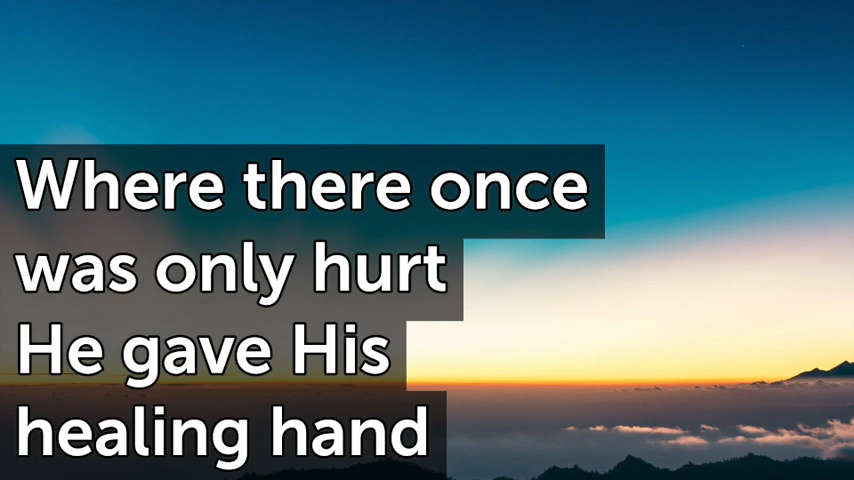 Where there once
was only hurt
He gave His
healing hand